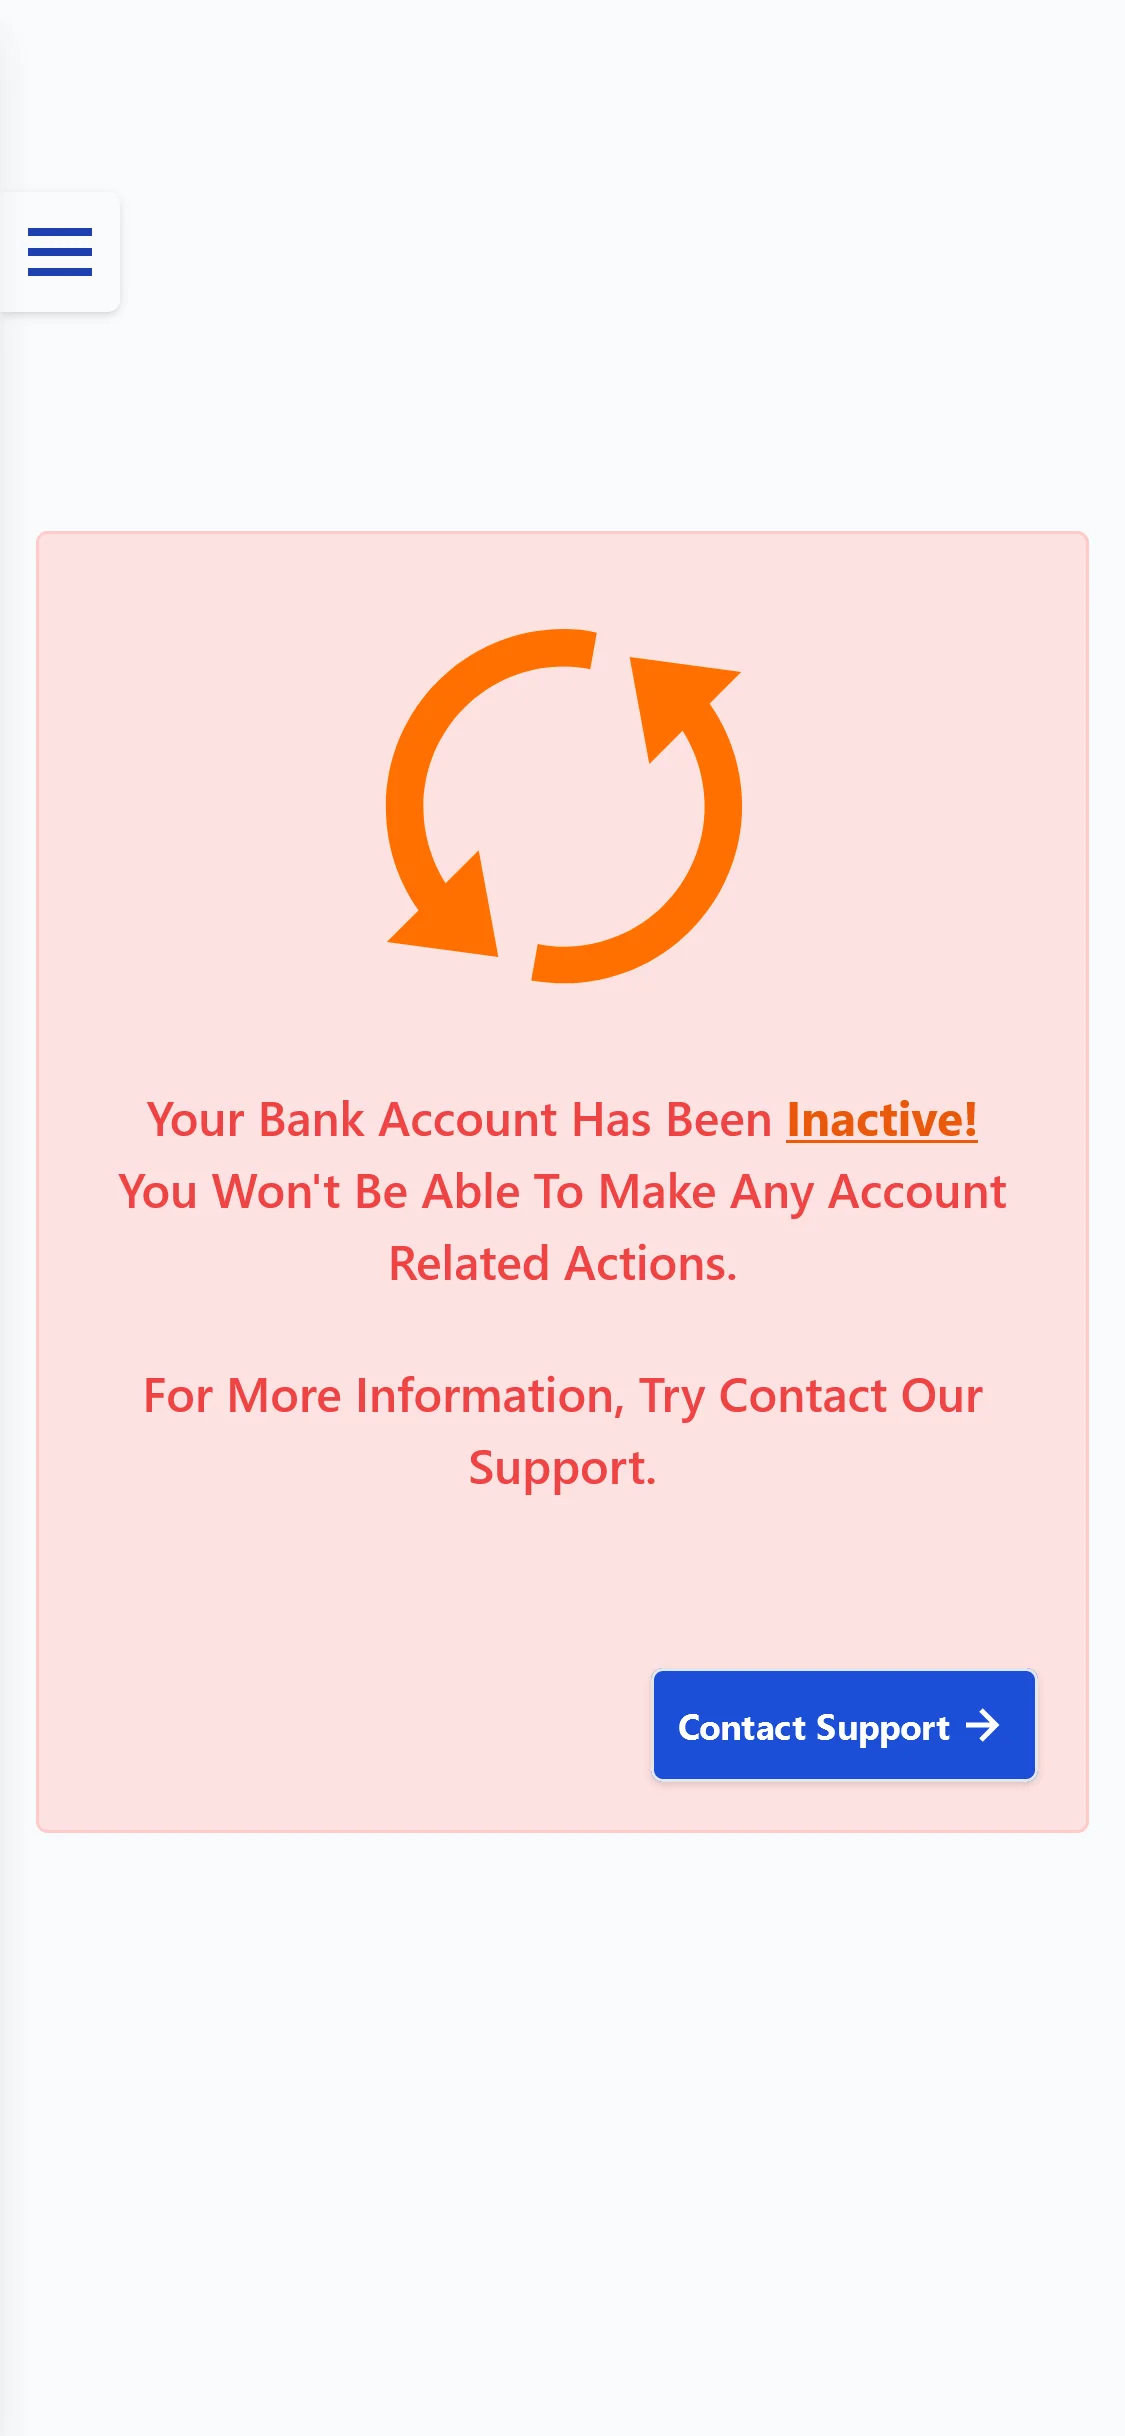 Your Bank Account Has Been Inactive!
You Won't Be Able To Make Any Account
Related Actions.
For More Information, Try Contact Our
Support.
Contact Support